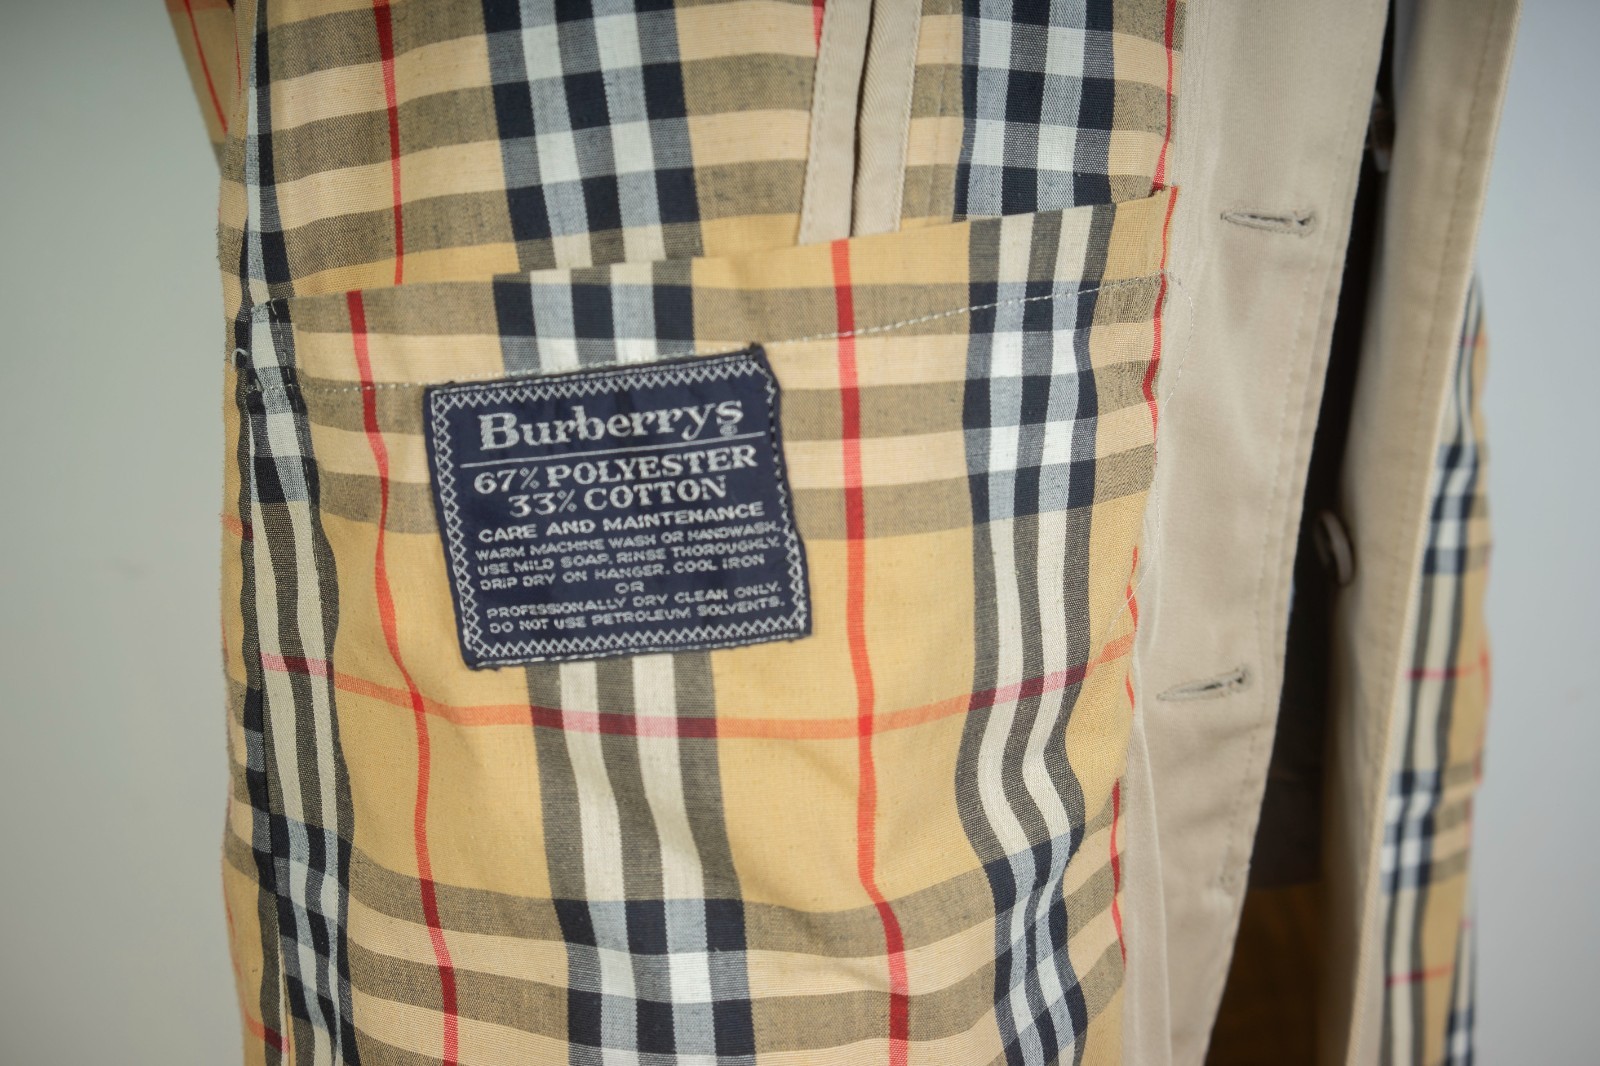 Burberrys
®
67% POLYESTER
33% COTTON
CARE AND MAINTENANCE
WARM MACHINE WASH OR HANDWASH.
USE MILD SOAP, RINSE THOROUGHLY.
DRIP DRY ON HANGER. COOL IRON
OR
PROFESSIONALLY DRY CLEAN ONLY.
DO NOT USE PETROLEUM SOLVENTS.